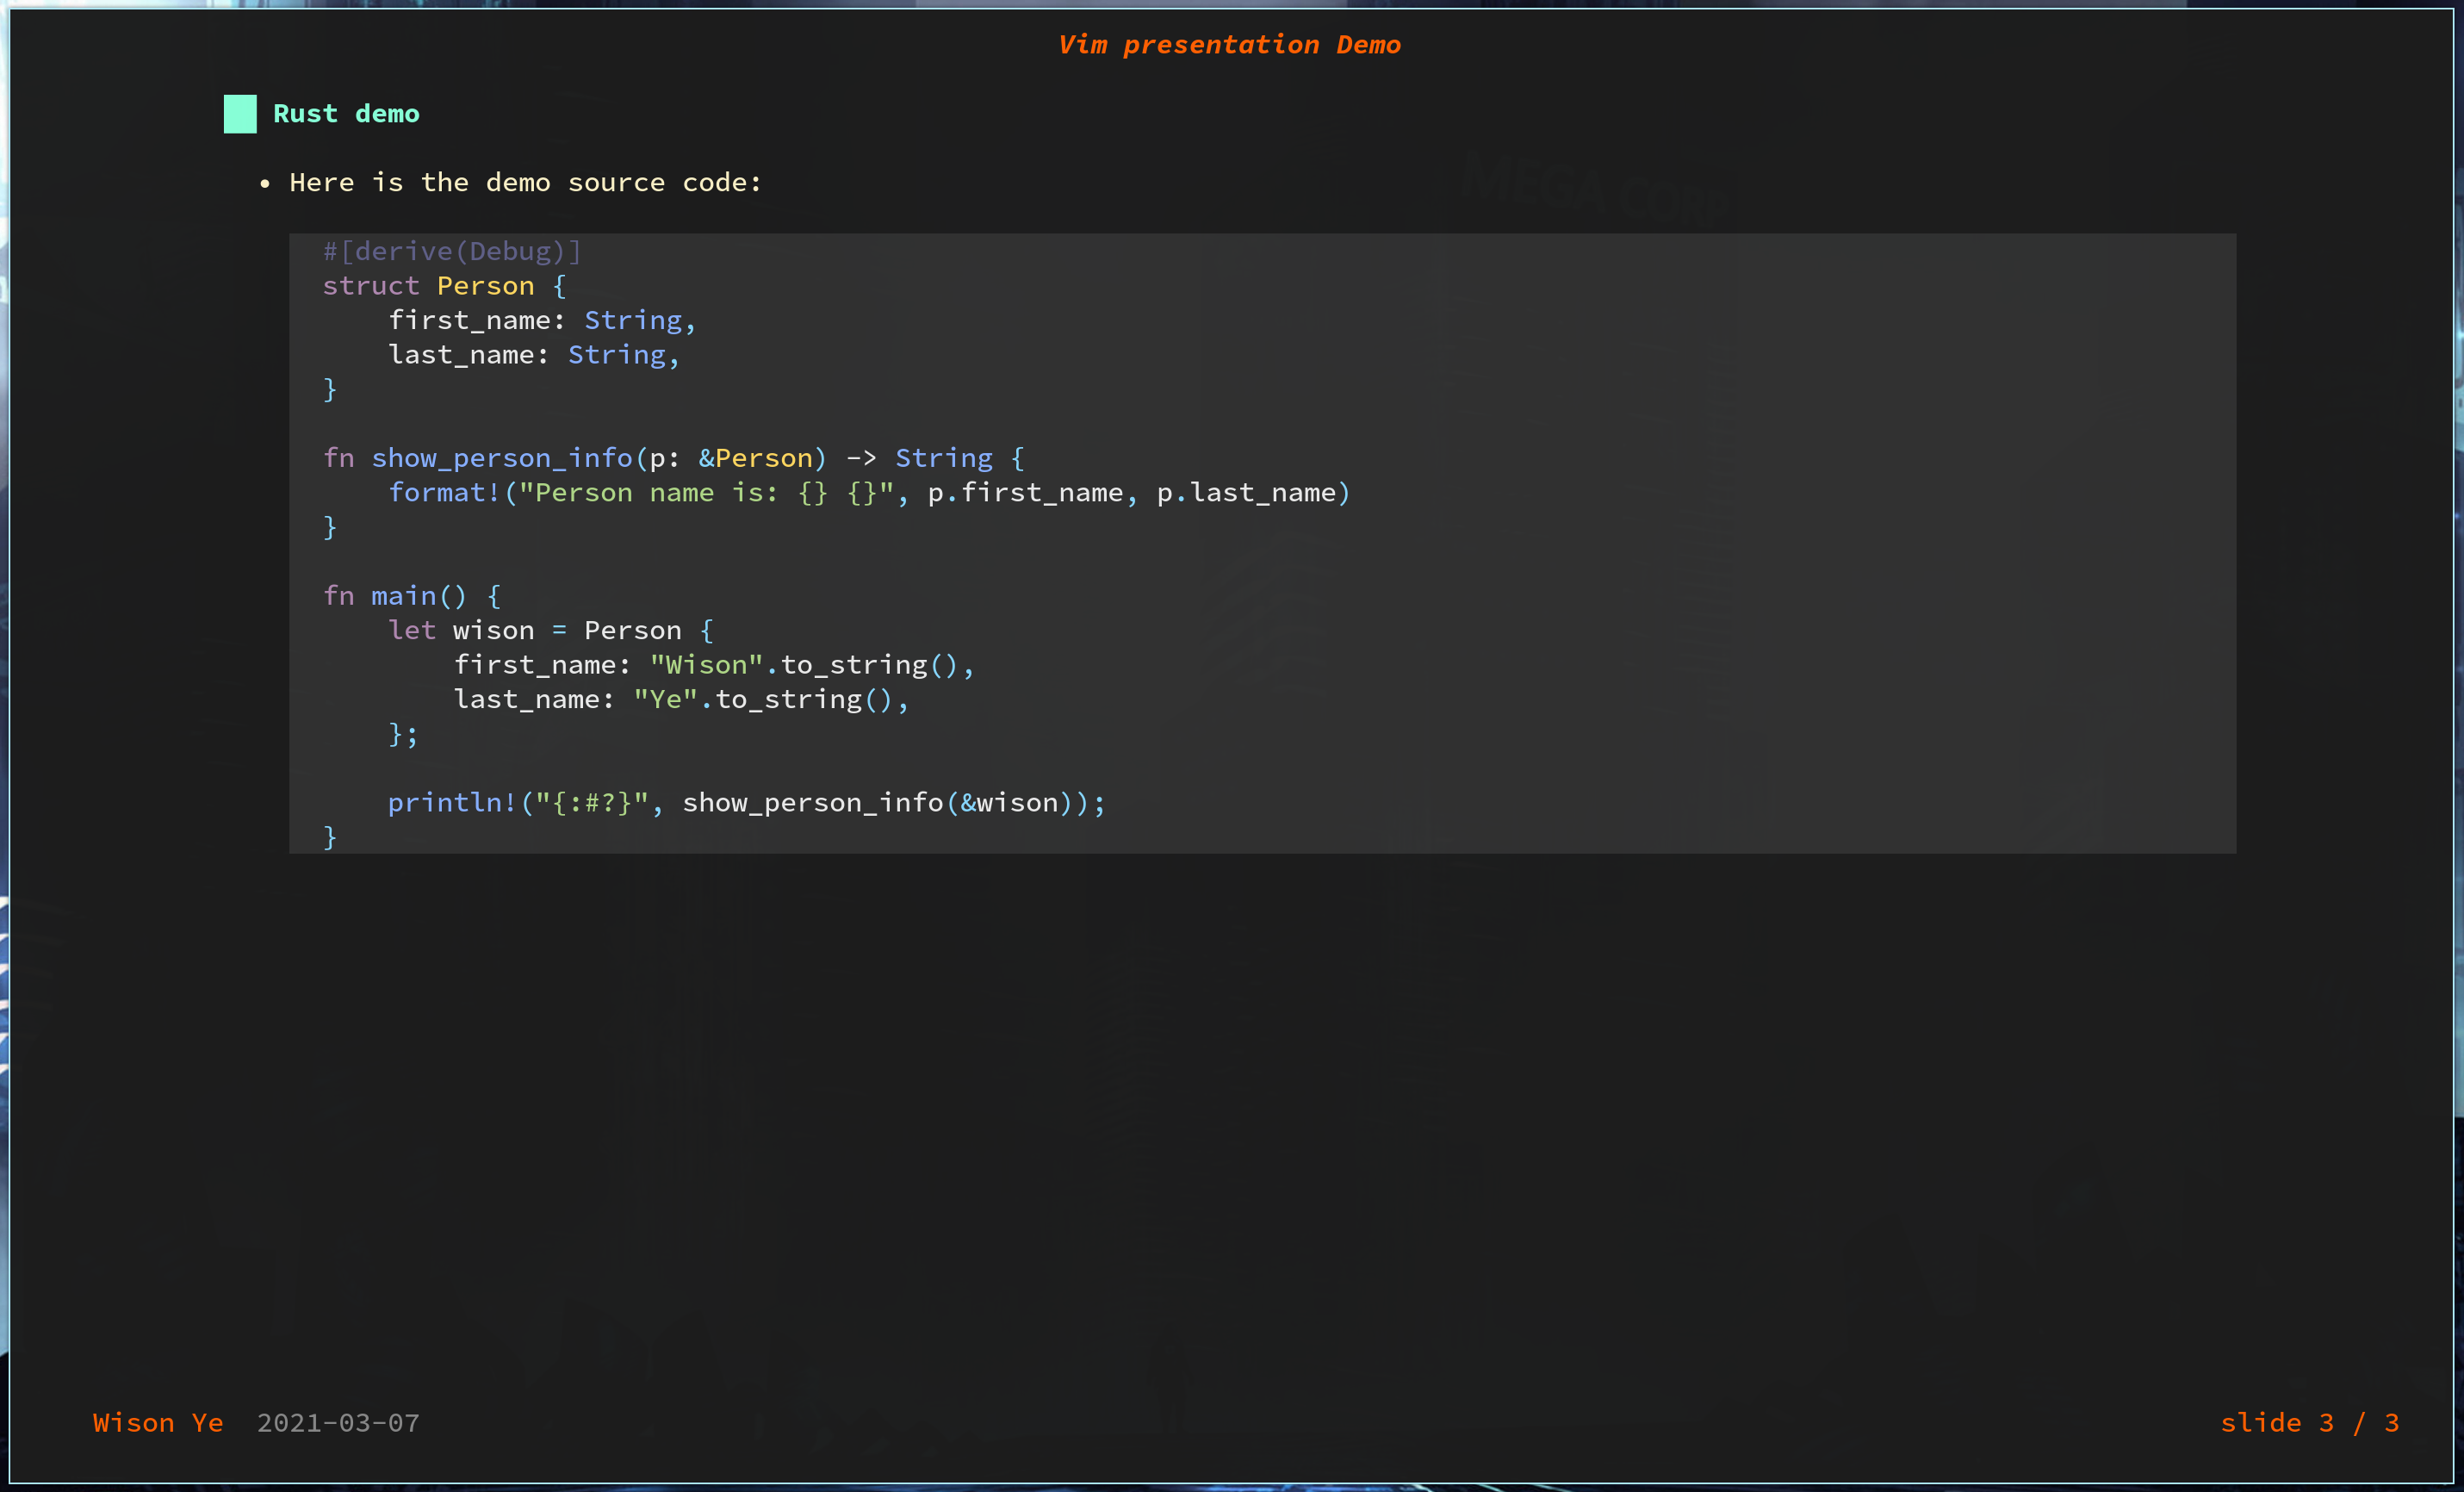 Vim presentation Demo
Rust demo
• Here is the demo source code:
#[derive(Debug)]
struct Person {
    first_name: String,
    last_name: String,
}
fn show_person_info(p: &Person) -> String {
    format!("Person name is: {} {}", p.first_name, p.last_name)
}
fn main() {
    let wison = Person {
        first_name: "Wison".to_string(),
        last_name: "Ye".to_string(),
    };
    println!("{:#?}", show_person_info(&wison));
}
MEGA CORP
Wison Ye  2021-03-07
slide 3 / 3